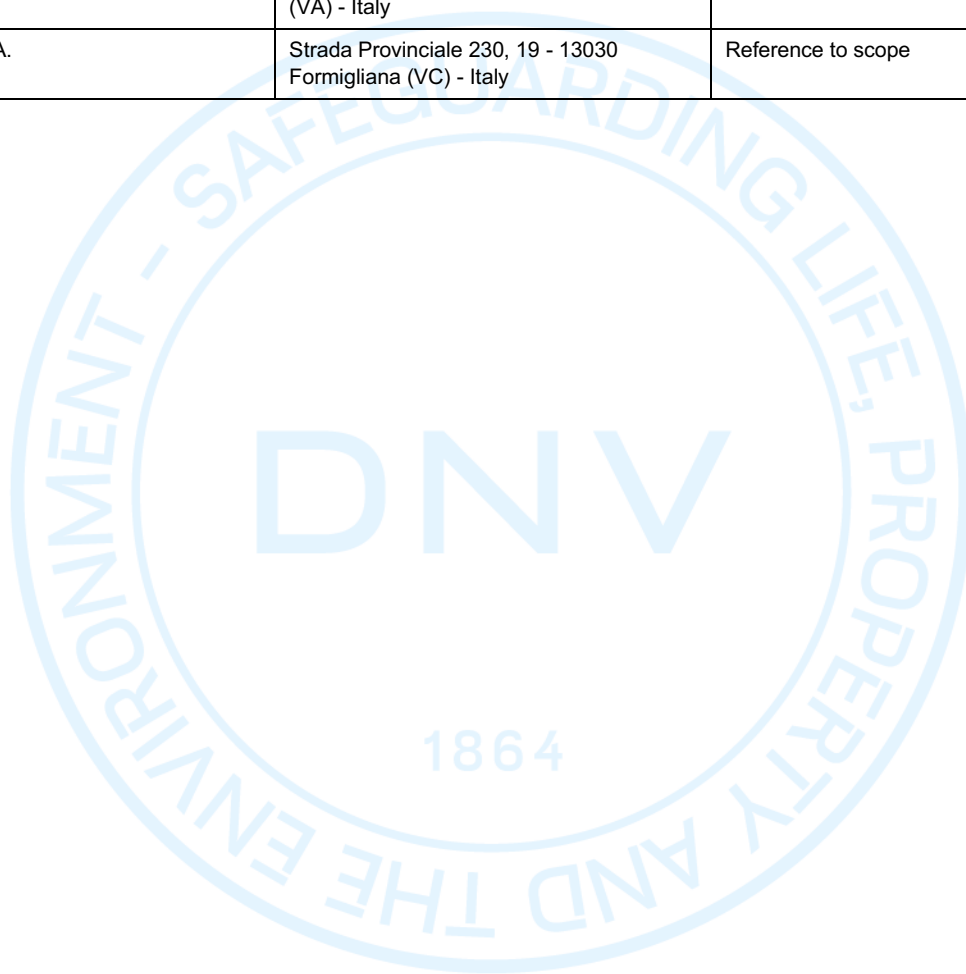 (VA) - Italy
A.
Strada Provinciale 230, 19 - 13030
Formigliana (VC) - Italy
Reference to scope
SAFEGUARDING LIFE, PROPERTY AND THE ENVIRONMENT -
DNV
1864